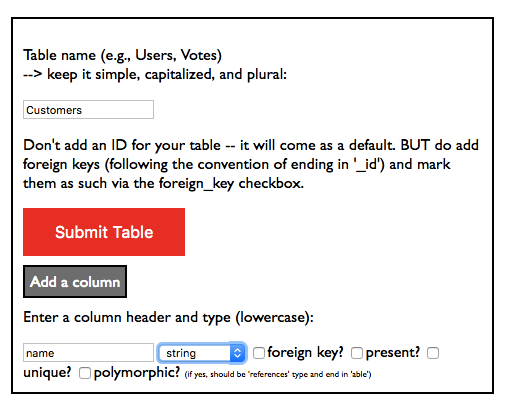 Table name (e.g., Users, Votes)
--> keep it simple, capitalized, and plural:
Customers
Don't add an ID for your table -- it will come as a default. BUT do add
foreign keys (following the convention of ending in '_id') and mark
them as such via the foreign_key checkbox.
Submit Table
Add a column
Enter a column header and type (lowercase):
name string foreign key? present?
unique? polymorphic? (if yes, should be 'references' type and end in 'able')